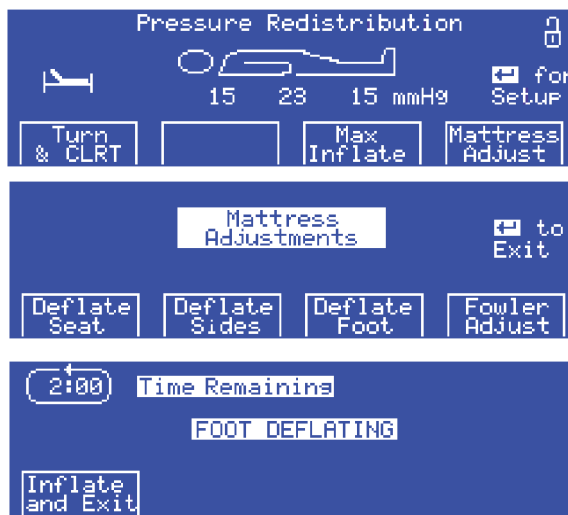 Pressure Redistribution
15 23 15 mmHg
↵ for
Setup
Turn
& CLRT
Max
Inflate
Mattress
Adjust
Mattress
Adjustments
↵ to
Exit
Deflate
Seat
Deflate
Sides
Deflate
Foot
Fowler
Adjust
2:00 Time Remaining
FOOT DEFLATING
Inflate
and Exit